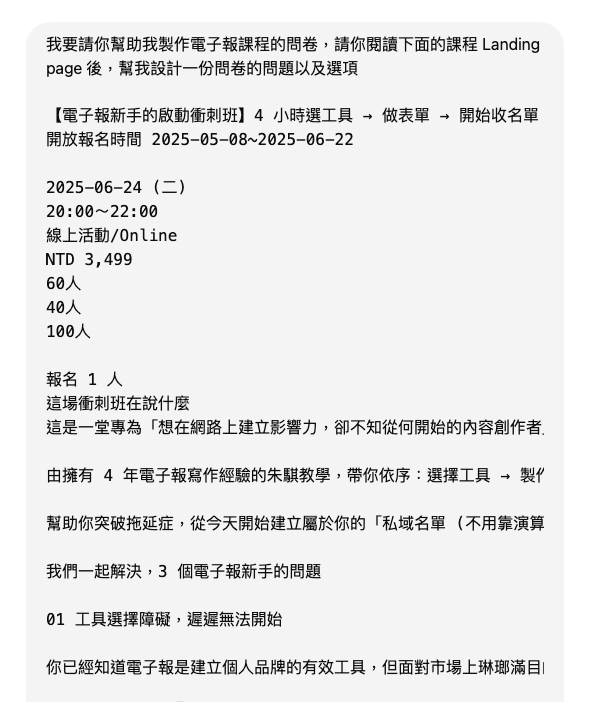 我要請你幫助我製作電子報課程的問卷，請你閱讀下面的課程 Landing
page 後，幫我設計一份問卷的問題以及選項
【電子報新手的啟動衝刺班】4 小時選工具 → 做表單 → 開始收名單
開放報名時間 2025-05-08~2025-06-22
2025-06-24 (二)
20:00～22:00
線上活動/Online
NTD 3,499
60人
40人
100人
報名 1 人
這場衝刺班在說什麼
這是一堂專為「想在網路上建立影響力，卻不知從何開始的內容創作者
由擁有 4 年電子報寫作經驗的朱騏教學，帶你依序：選擇工具 → 製作
幫助你突破拖延症，從今天開始建立屬於你的「私域名單 (不用靠演算
我們一起解決，3 個電子報新手的問題
01 工具選擇障礙，遲遲無法開始
你已經知道電子報是建立個人品牌的有效工具，但面對市場上琳瑯滿目